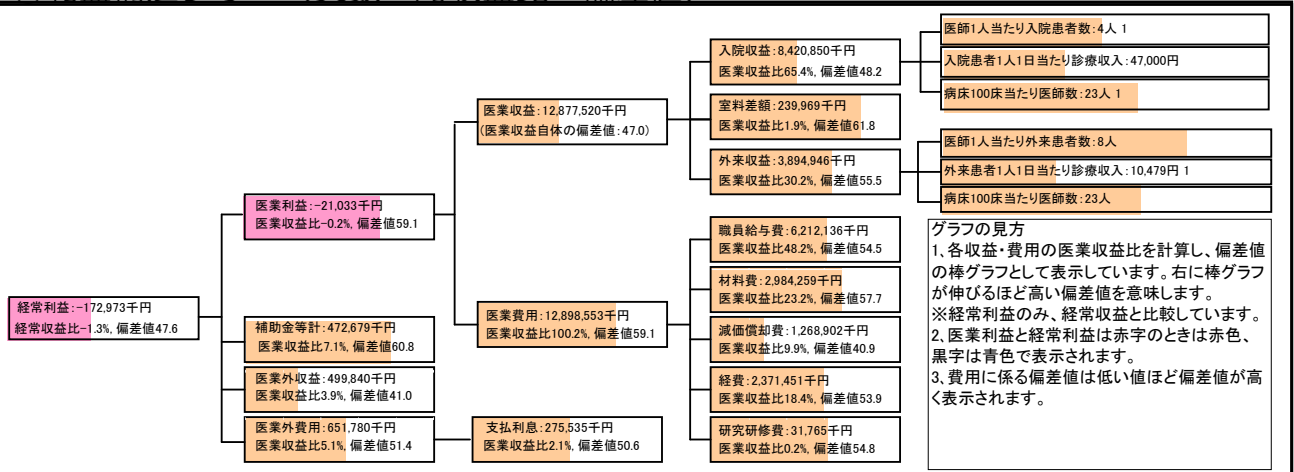 経常利益:-172,973千円
経常収益比-1.3%, 偏差値47.6
医業利益:-21,033千円
医業収益比-0.2%, 偏差値59.1
補助金等計:472,679千円
医業収益比7.1%, 偏差値60.8
医業外収益:499,840千円
医業収益比3.9%, 偏差値41.0
医業外費用:651,780千円
医業収益比5.1%, 偏差値51.4
医業収益:12,877,520千円
(医業収益自体の偏差値:47.0)
医業費用:12,898,553千円
医業収益比100.2%, 偏差値59.1
支払利息:275,535千円
医業収益比2.1%, 偏差値50.6
入院収益:8,420,850千円
医業収益比65.4%, 偏差値48.2
室料差額:239,969千円
医業収益比1.9%, 偏差値61.8
外来収益:3,894,946千円
医業収益比30.2%, 偏差値55.5
職員給与費:6,212,136千円
医業収益比48.2%, 偏差値54.5
材料費:2,984,259千円
医業収益比23.2%, 偏差値57.7
減価償却費:1,268,902千円
医業収益比9.9%, 偏差値40.9
経費:2,371,451千円
医業収益比18.4%, 偏差値53.9
研究研修費:31,765千円
医業収益比0.2%, 偏差値54.8
医師1人当たり入院患者数:4人 1
入院患者1人1日当たり診療収入:47,000円
病床100床当たり医師数:23人 1
医師1人当たり外来患者数:8人
外来患者1人1日当たり診療収入:10,479円 1
病床100床当たり医師数:23人
グラフの見方
1、各収益・費用の医業収益比を計算し、偏差値
の棒グラフとして表示しています。右に棒グラフ
が伸びるほど高い偏差値を意味します。
※経常利益のみ、経常収益と比較しています。
2、医業利益と経常利益は赤字のときは赤色、
黒字は青色で表示されます。
3、費用に係る偏差値は低い値ほど偏差値が高
く表示されます。